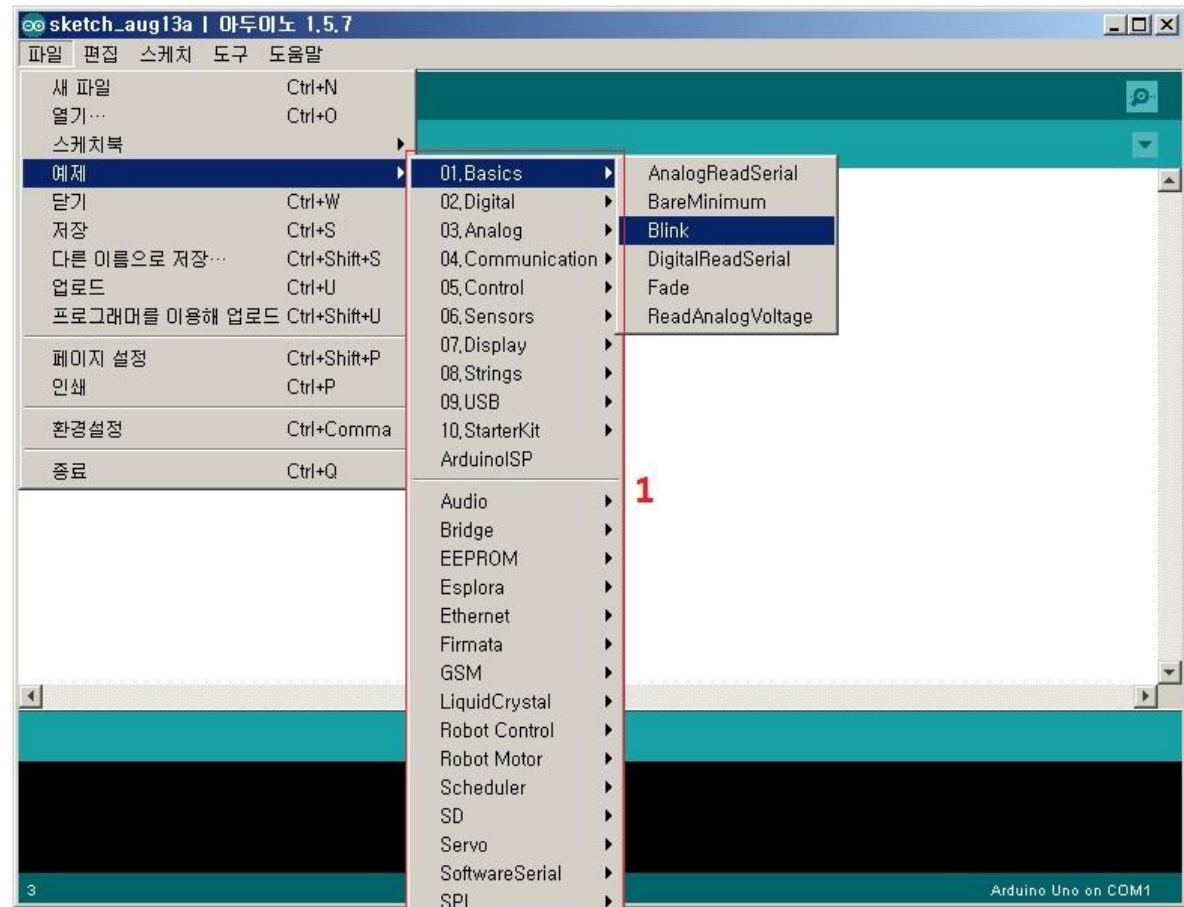 sketch_aug13a | 아두이노 1.5.7
파일 편집 스케치 도구 도움말
새 파일 Ctrl+N
열기... Ctrl+O
스케치북
예제
닫기 Ctrl+W
저장 Ctrl+S
다른 이름으로 저장... Ctrl+Shift+S
업로드 Ctrl+U
프로그래머를 이용해 업로드 Ctrl+Shift+U
페이지 설정 Ctrl+Shift+P
인쇄 Ctrl+P
환경설정 Ctrl+Comma
종료 Ctrl+Q
01.Basics
02.Digital
03.Analog
04.Communication
05.Control
06.Sensors
07.Display
08.Strings
09.USB
10.StarterKit
ArduinoISP
Audio
Bridge
EEPROM
Esplora
Ethernet
Firmata
GSM
LiquidCrystal
Robot Control
Robot Motor
Scheduler
SD
Servo
SoftwareSerial
SPI
AnalogReadSerial
BareMinimum
Blink
DigitalReadSerial
Fade
ReadAnalogVoltage
1
3
Arduino Uno on COM1